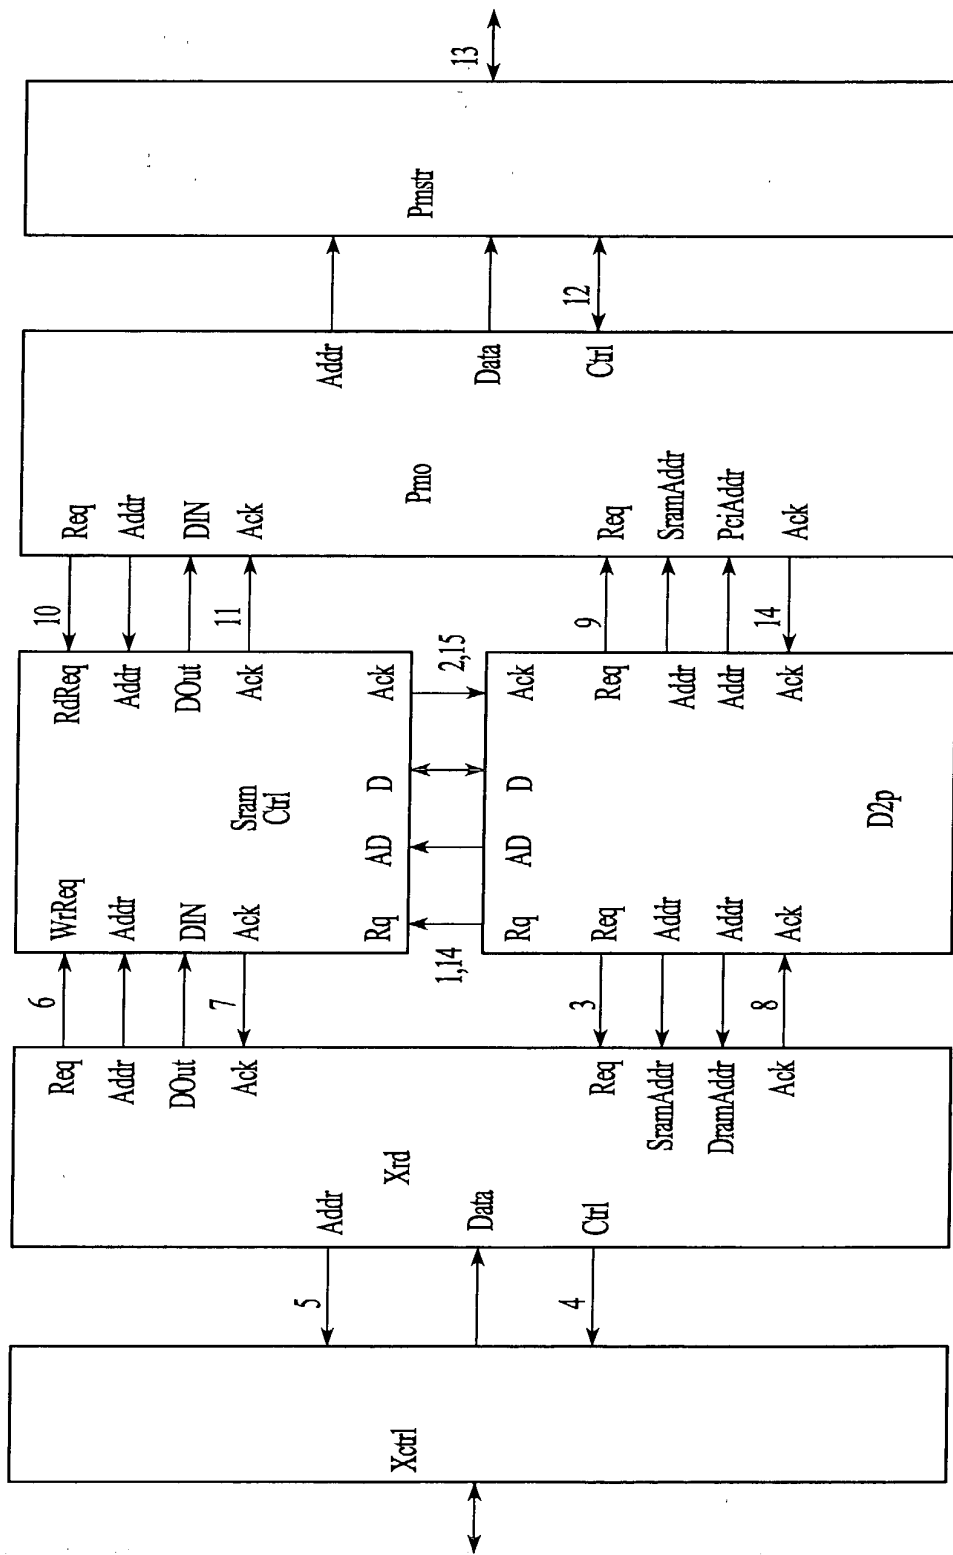 Xctrl
5
4
Addr
Data
Ctrl
Xrd
Req
Addr
DOut
Ack
Req
SramAddr
DramAddr
Ack
6
7
3
8
WrReq
Addr
DIN
Ack
Sram
Ctrl
RdReq
Addr
DOut
Ack
Rq
AD
D
Ack
1,14
2,15
Rq
AD
D
Ack
Req
Addr
Addr
Ack
D2p
Req
Addr
Addr
Ack
10
11
9
14
Req
Addr
DIN
Ack
Pmo
Req
SramAddr
PciAddr
Ack
Addr
Data
Ctrl
12
Pmstr
13